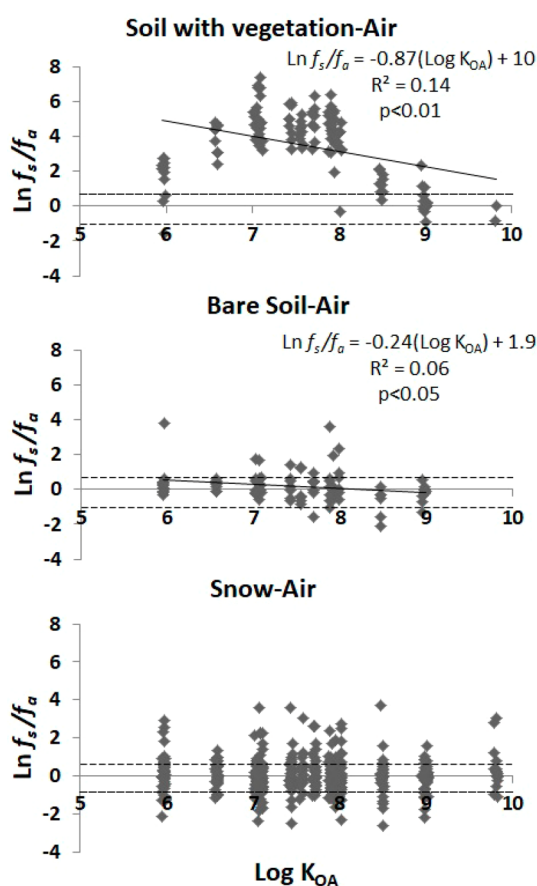 Soil with vegetation-Air
Ln fs/fa = -0.87(Log KOA) + 10
R² = 0.14
p<0.01
Ln fs/fa
8
6
4
2
0
-2
-4
5 6 7 8 9 10
Bare Soil-Air
Ln fs/fa = -0.24(Log KOA) + 1.9
R² = 0.06
p<0.05
Ln fs/fa
8
6
4
2
0
-2
-4
5 6 7 8 9 10
Snow-Air
Ln fs/fa
8
6
4
2
0
-2
-4
5 6 7 8 9 10
Log KOA